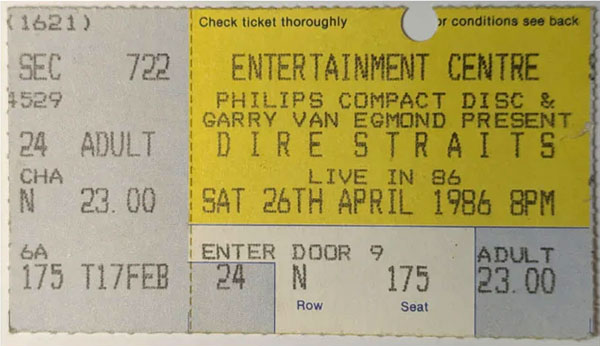 (1621)
SEC 722
4529
24 ADULT
CHA
N 23.00
6A
175 T17FEB
Check ticket thoroughly or conditions see back
ENTERTAINMENT CENTRE
PHILIPS COMPACT DISC &
GARRY VAN EGMOND PRESENT
DIRE STRAITS
LIVE IN 86
SAT 26TH APRIL 1986 8PM
ENTER DOOR 9 ADULT
24 N 175 23.00
Row Seat